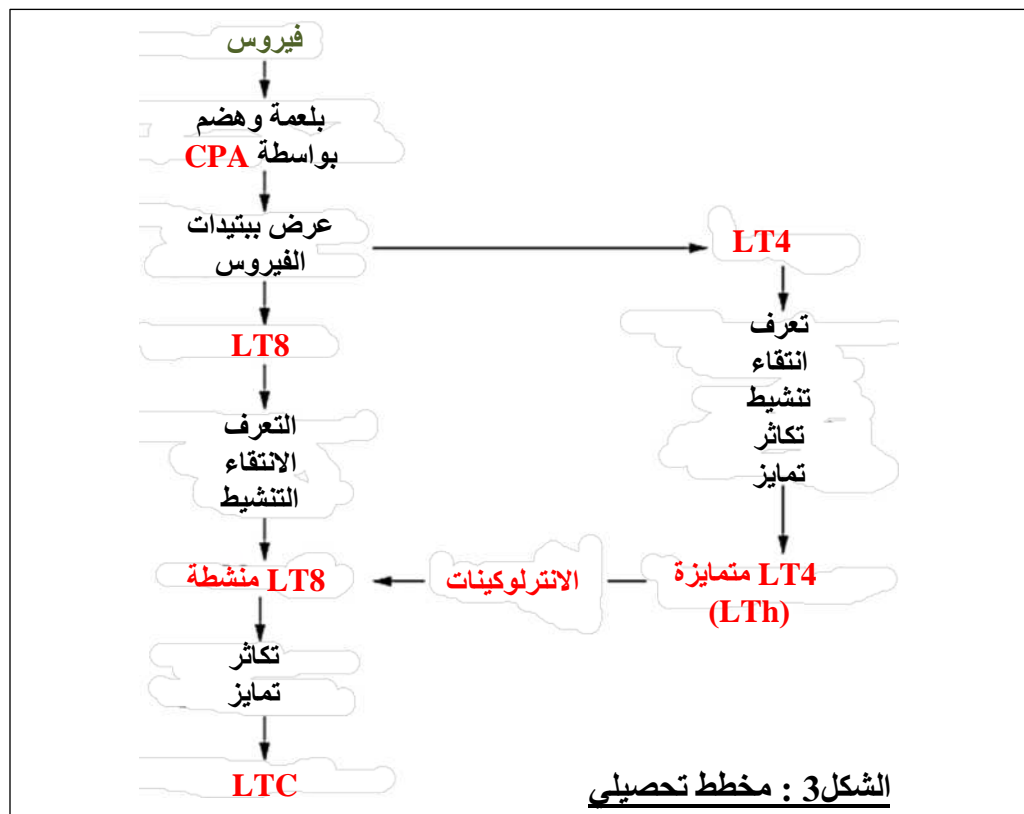 فيروس
بلعمة وهضم
بواسطة CPA
عرض ببتيدات
الفيروس
LT4
LT8
تعرف
انتقاء
تنشيط
تكاثر
تمايز
التعرف
الانتقاء
التنشيط
LT4 متمايزة
(LTh)
الانترلوكينات
LT8 منشطة
تكاثر
تمايز
LTC
الشكل3 : مخطط تحصيلي